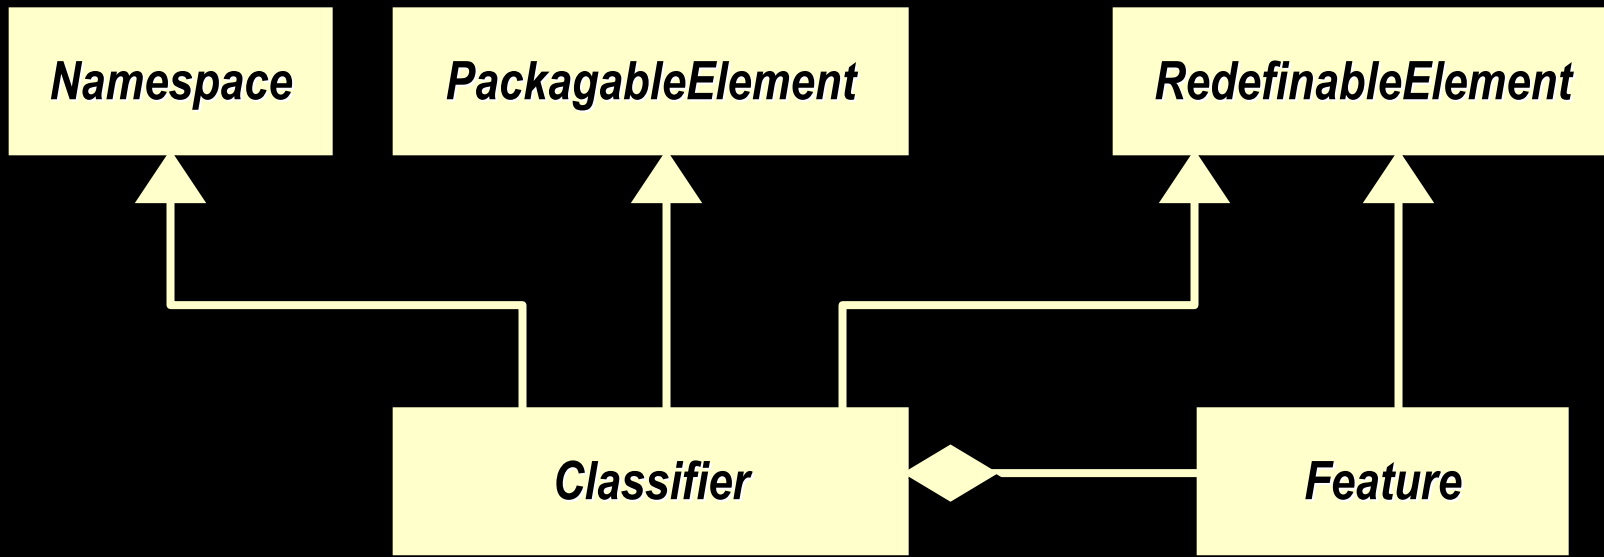 Namespace
PackagableElement
RedefinableElement
Classifier
Feature